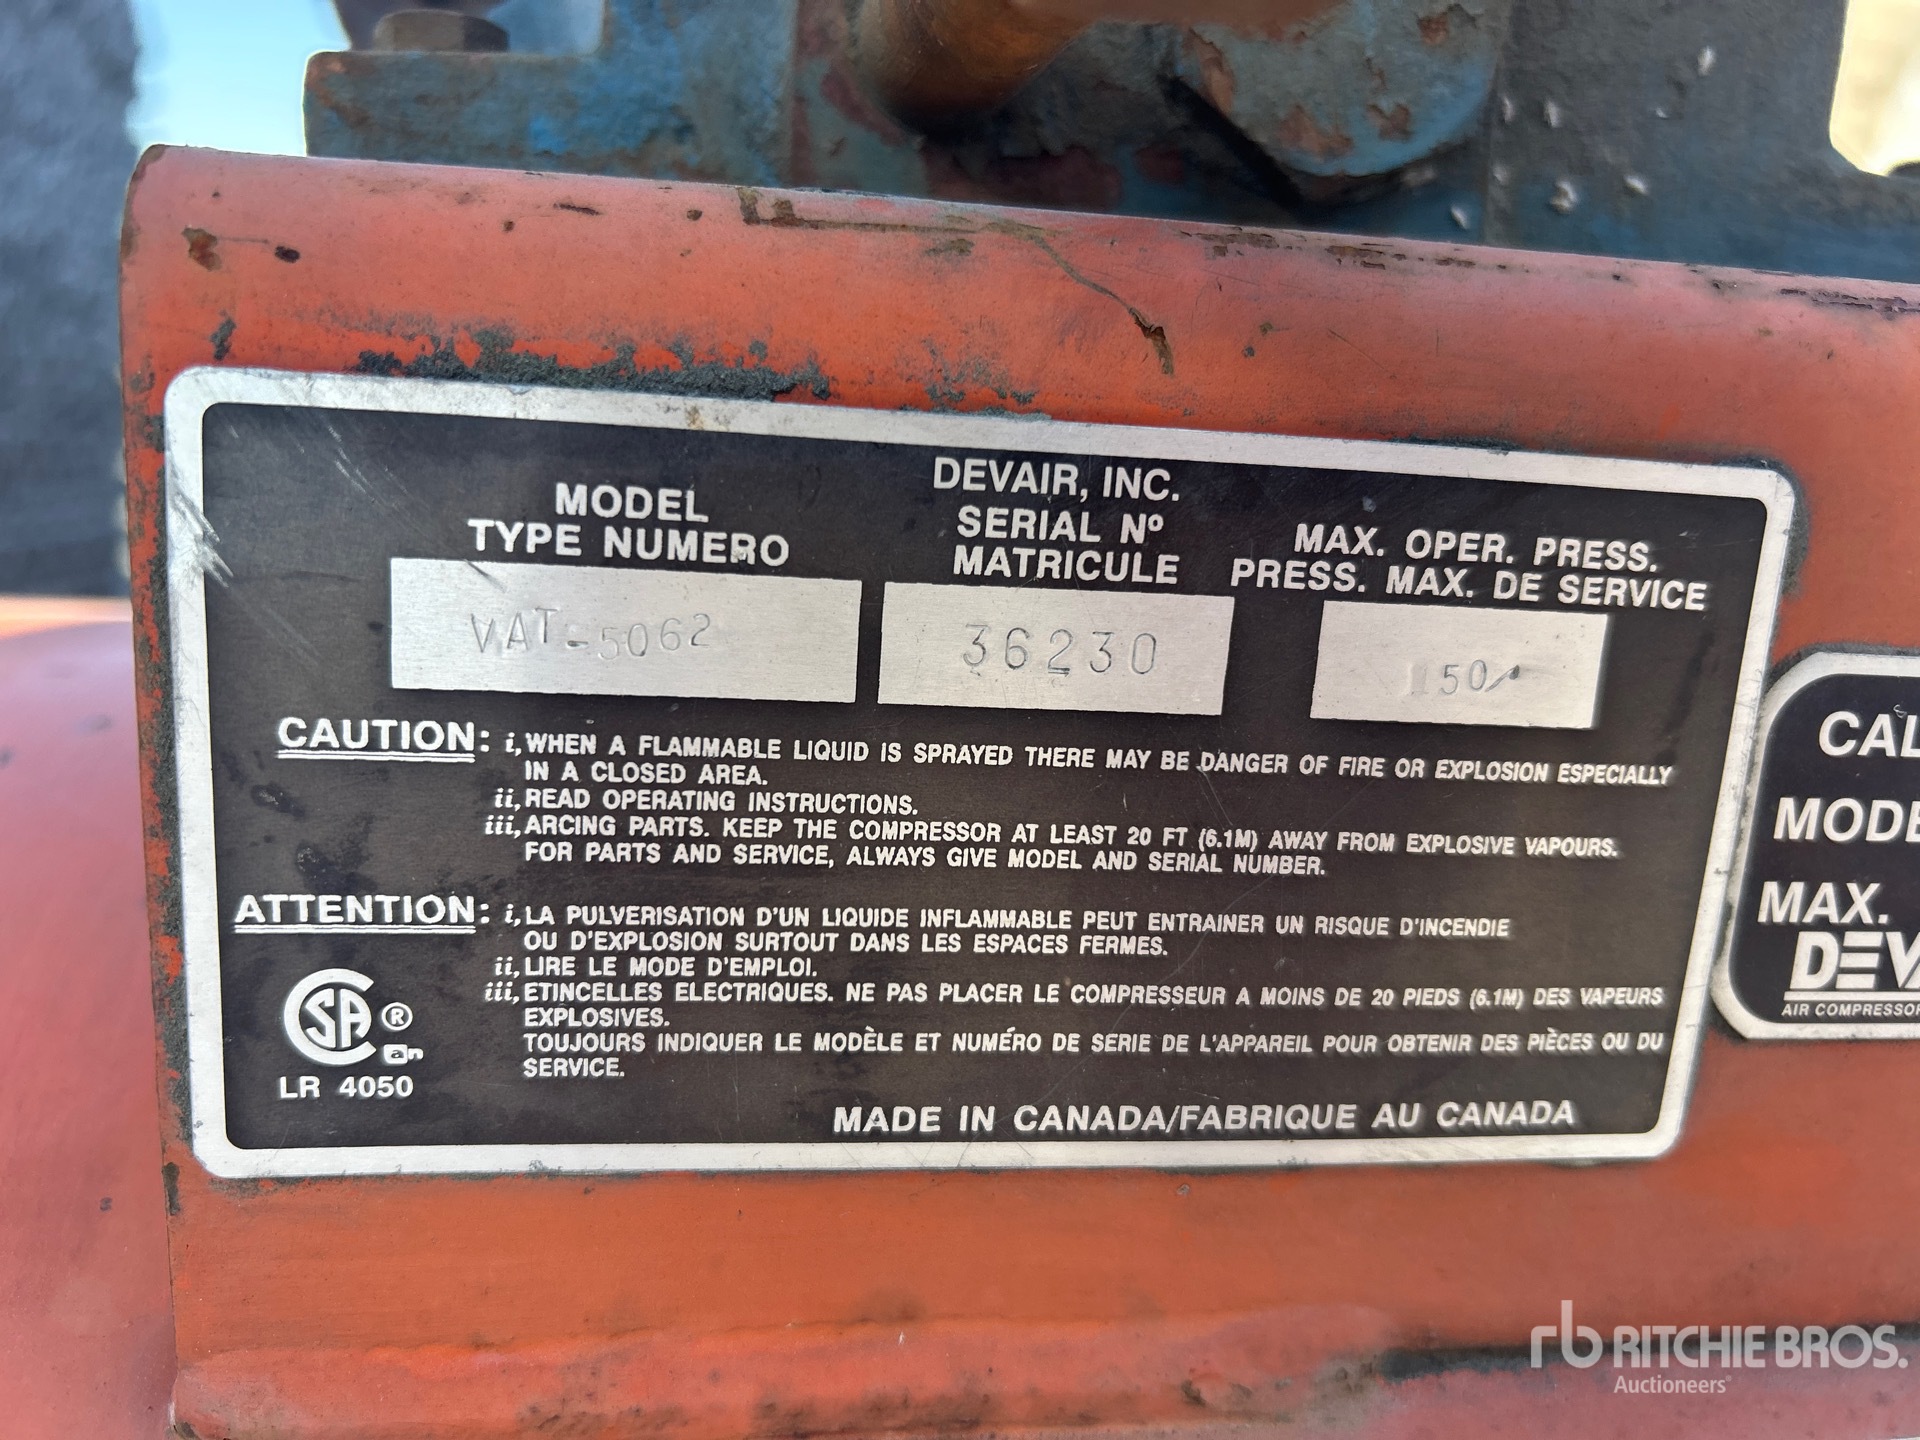 DEVAIR, INC.
MODEL
TYPE NUMERO
SERIAL Nº
MATRICULE
MAX. OPER. PRESS.
PRESS. MAX. DE SERVICE
VAT-5062
36230
150
CAUTION: i, WHEN A FLAMMABLE LIQUID IS SPRAYED THERE MAY BE DANGER OF FIRE OR EXPLOSION ESPECIALLY
IN A CLOSED AREA.
ii, READ OPERATING INSTRUCTIONS.
iii, ARCING PARTS. KEEP THE COMPRESSOR AT LEAST 20 FT (6.1M) AWAY FROM EXPLOSIVE VAPOURS.
FOR PARTS AND SERVICE, ALWAYS GIVE MODEL AND SERIAL NUMBER.
ATTENTION: i, LA PULVERISATION D'UN LIQUIDE INFLAMMABLE PEUT ENTRAINER UN RISQUE D'INCENDIE
OU D'EXPLOSION SURTOUT DANS LES ESPACES FERMES.
ii, LIRE LE MODE D'EMPLOI.
iii, ETINCELLES ELECTRIQUES. NE PAS PLACER LE COMPRESSEUR A MOINS DE 20 PIEDS (6.1M) DES VAPEURS
EXPLOSIVES.
TOUJOURS INDIQUER LE MODÈLE ET NUMÉRO DE SERIE DE L'APPAREIL POUR OBTENIR DES PIÈCES OU DU
SERVICE.
CSA ®
LR 4050
MADE IN CANADA/FABRIQUE AU CANADA
CAL
MODE
MAX.
DEVA
AIR COMPRESSOR
rb RITCHIE BROS.
Auctioneers